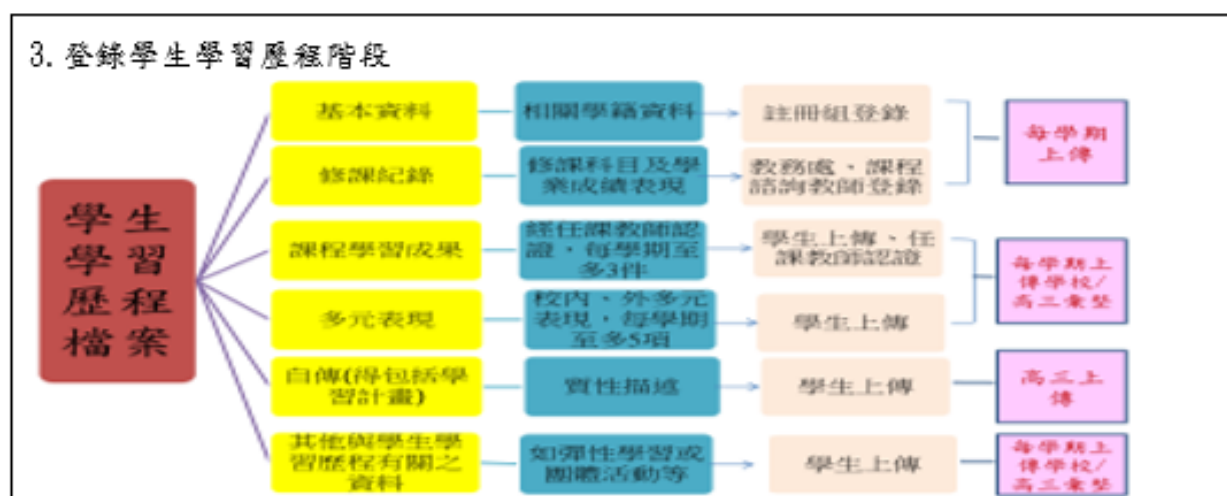 3. 登錄學生學習歷程階段
學生
學習
歷程
檔案
基本資料
相關學籍資料
註冊組登錄
每學期
上傳
修課紀錄
修課科目及學
業成績表現
教務處、課程
諮詢教師登錄
課程學習成果
經任課教師認
證，每學期至
多3件
學生上傳、任
課教師認證
每學期上
傳學校/
高三彙整
多元表現
校內、外多元
表現，每學期
至多5項
學生上傳
自傳(得包括學
習計畫)
質性描述
學生上傳
高三上
傳
其他與學生學
習歷程有關之
資料
如彈性學習或
團體活動等
學生上傳
每學期上
傳學校/
高三彙整